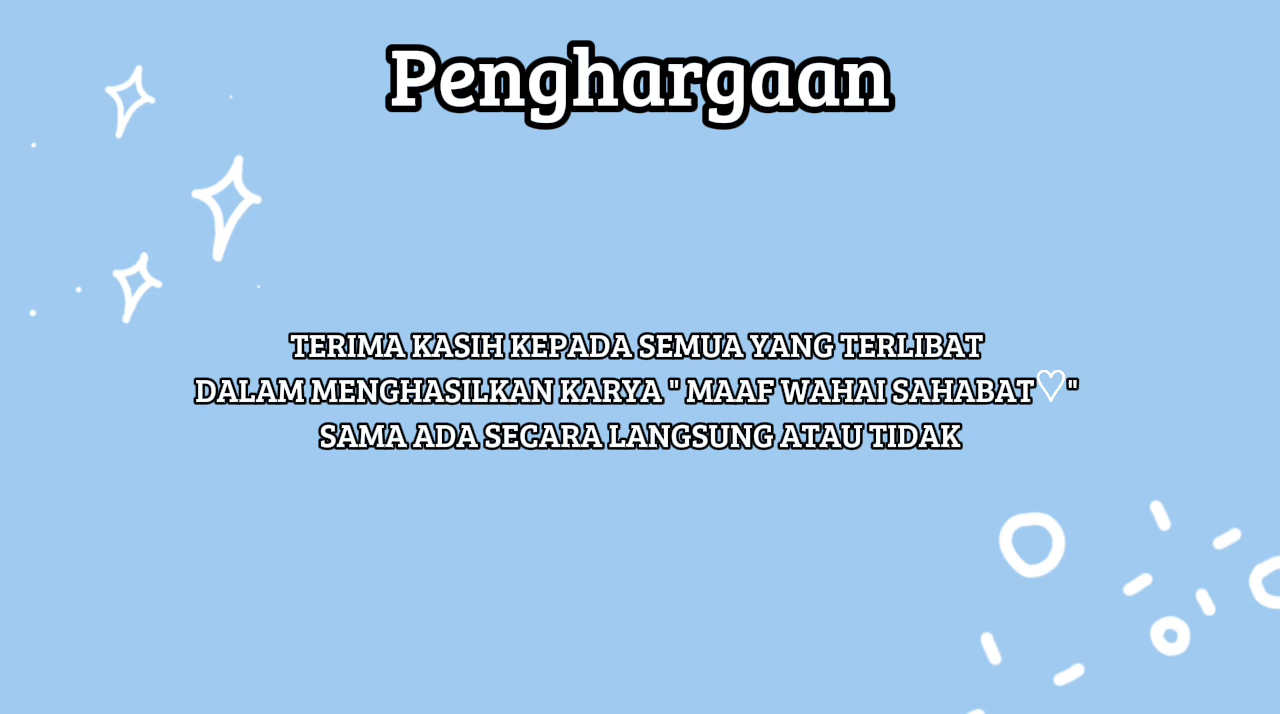 Penghargaan
TERIMA KASIH KEPADA SEMUA YANG TERLIBAT
DALAM MENGHASILKAN KARYA " MAAF WAHAI SAHABAT♡"
SAMA ADA SECARA LANGSUNG ATAU TIDAK